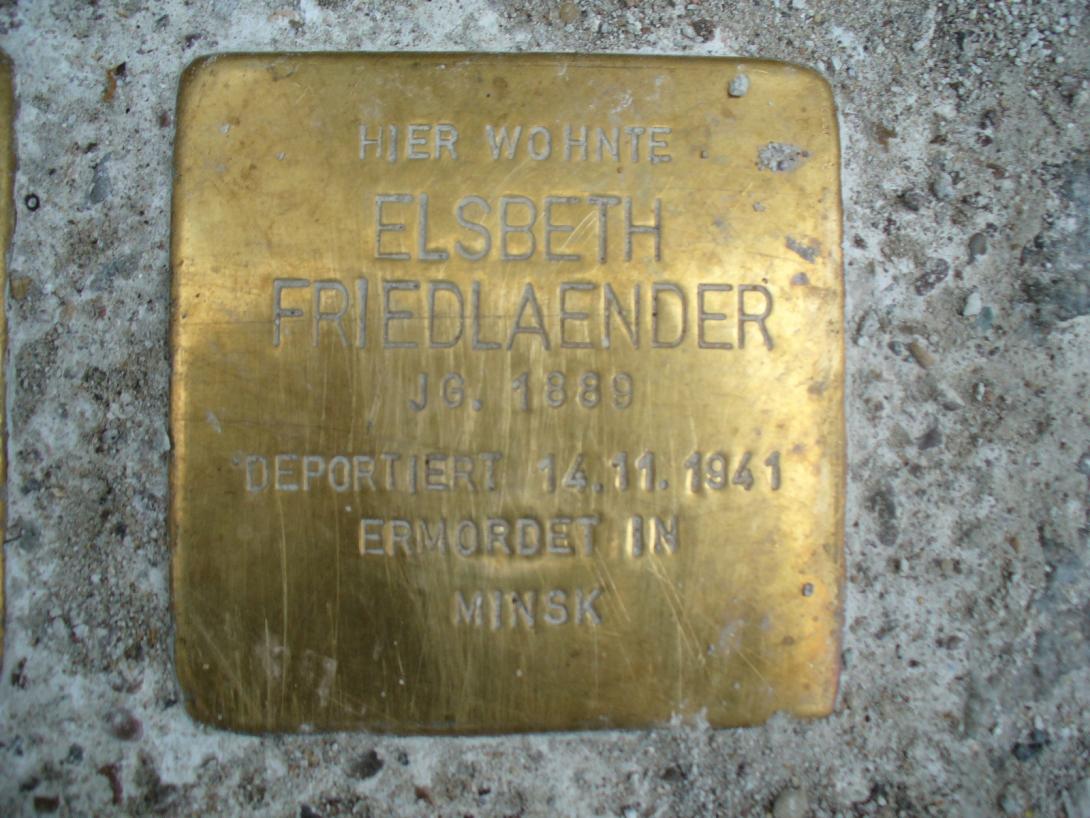 HIER WOHNTE
ELSBETH
FRIEDLAENDER
JG. 1889
DEPORTIERT 14.11.1941
ERMORDET IN
MINSK